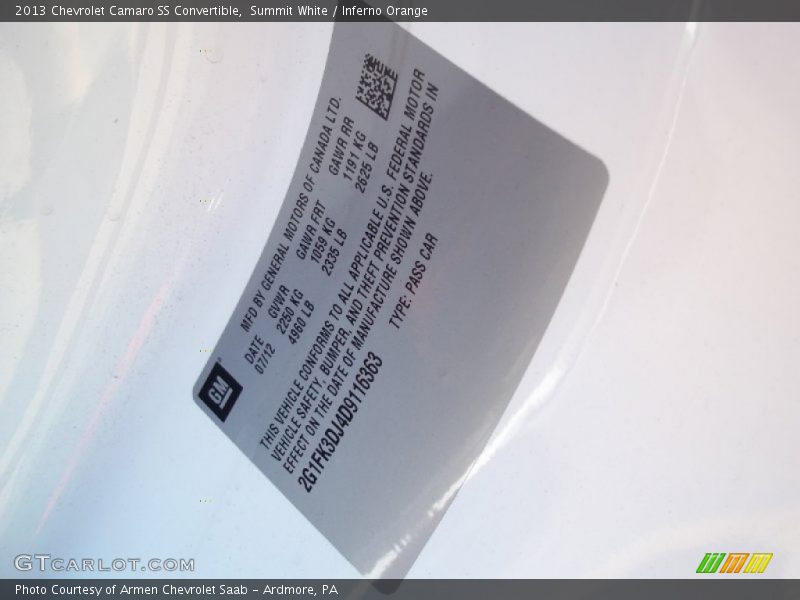 2013 Chevrolet Camaro SS Convertible, Summit White / Inferno Orange
GM
MFD BY GENERAL MOTORS OF CANADA LTD.
DATE GVWR GAWR FRT GAWR RR
07/12 2250 KG 1059 KG 1191 KG
4960 LB 2335 LB 2625 LB
THIS VEHICLE CONFORMS TO ALL APPLICABLE U.S. FEDERAL MOTOR
VEHICLE SAFETY, BUMPER, AND THEFT PREVENTION STANDARDS IN
EFFECT ON THE DATE OF MANUFACTURE SHOWN ABOVE.
2G1FK3DJ4D9116363 TYPE: PASS CAR
GTCARLOT.COM
Photo Courtesy of Armen Chevrolet Saab - Ardmore, PA